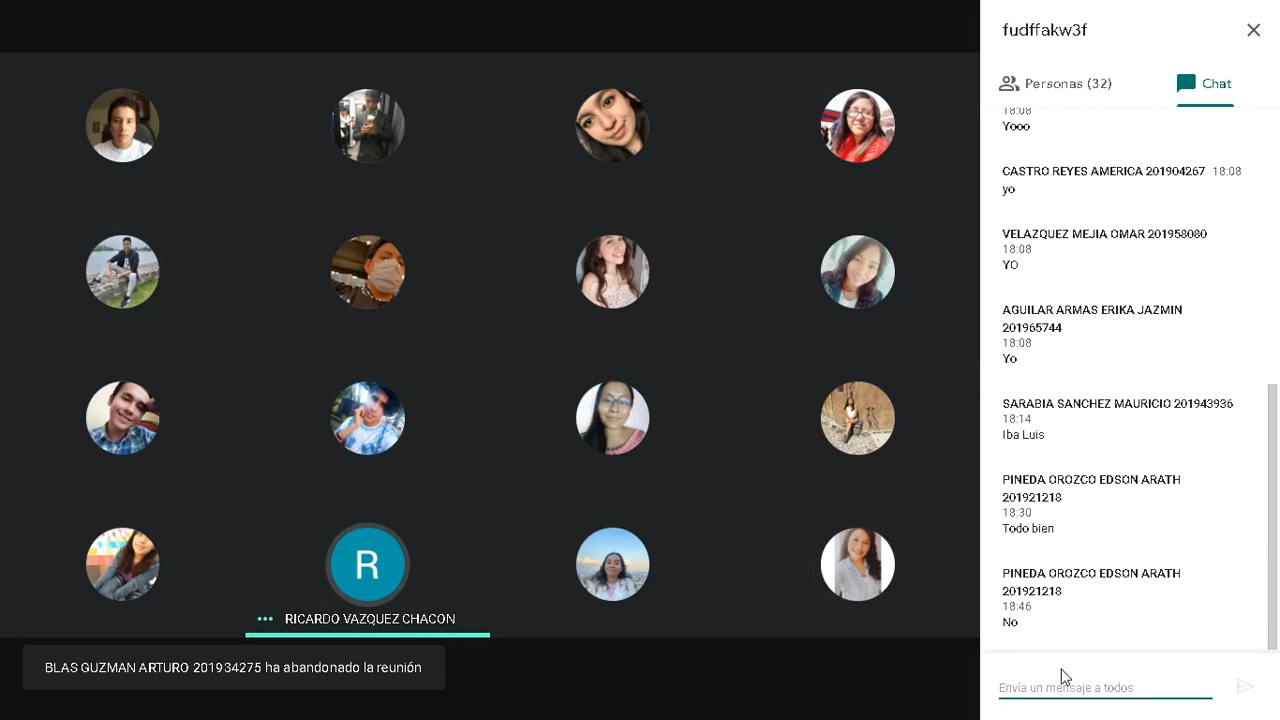 fudffakw3f
Personas (32)
Chat
18:08
Yooo
CASTRO REYES AMERICA 201904267 18:08
yo
VELAZQUEZ MEJIA OMAR 201958080
18:08
YO
AGUILAR ARMAS ERIKA JAZMIN
201965744
18:08
Yo
SARABIA SANCHEZ MAURICIO 201943936
18:14
Iba Luis
PINEDA OROZCO EDSON ARATH
201921218
18:30
Todo bien
PINEDA OROZCO EDSON ARATH
201921218
18:46
No
Envía un mensaje a todos
R
RICARDO VAZQUEZ CHACON
BLAS GUZMAN ARTURO 201934275 ha abandonado la reunión